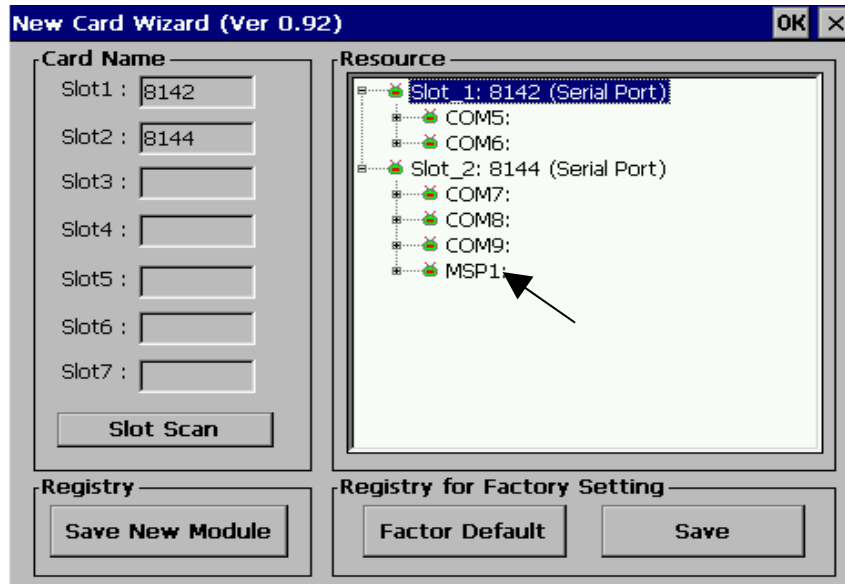 New Card Wizard (Ver 0.92)
OK
Card Name
Slot1 : 8142
Slot2 : 8144
Slot3 :
Slot4 :
Slot5 :
Slot6 :
Slot7 :
Slot Scan
Resource
Slot_1: 8142 (Serial Port)
COM5:
COM6:
Slot_2: 8144 (Serial Port)
COM7:
COM8:
COM9:
MSP1:
Registry
Save New Module
Registry for Factory Setting
Factor Default
Save